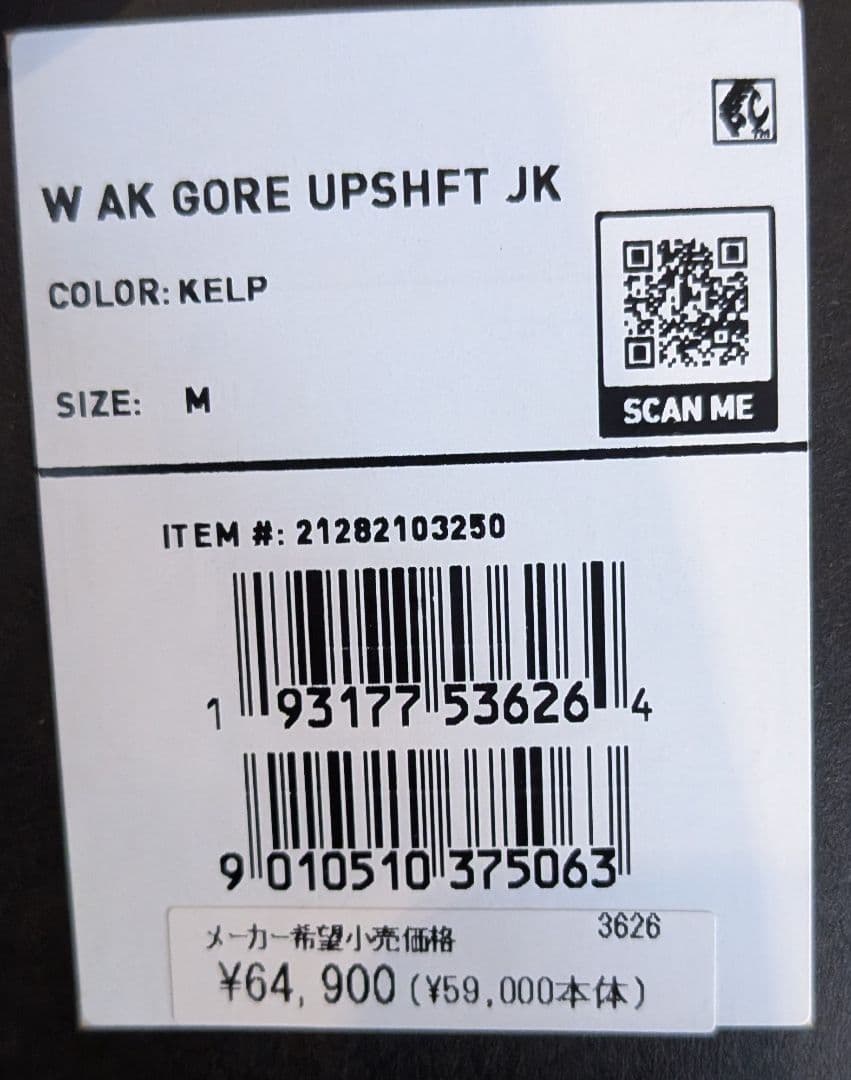 W AK GORE UPSHFT JK
COLOR: KELP
SIZE: M
SCAN ME
ITEM #: 21282103250
1 93177 53626 4
9 010510 375063
メーカー希望小売価格 3626
¥64,900(¥59,000本体)